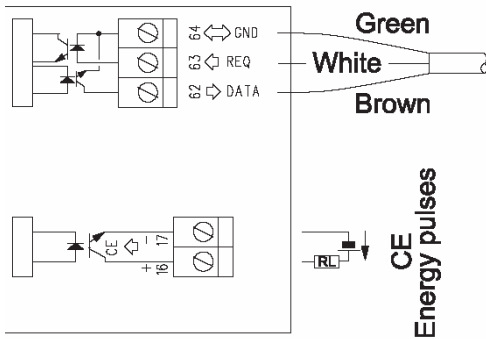 64 GND
Green
63 REQ
White
62 DATA
Brown
CE
- 17
+ 16
RL
CE
Energy pulses